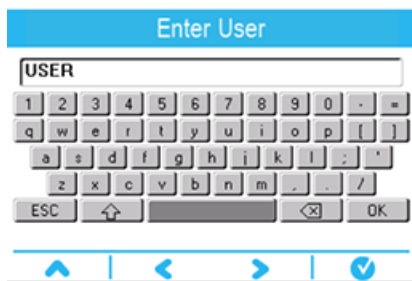 Enter User
USER
1 2 3 4 5 6 7 8 9 0 - =
q w e r t y u i o p [ ]
a s d f g h j k l ; '
z x c v b n m , . /
ESC OK